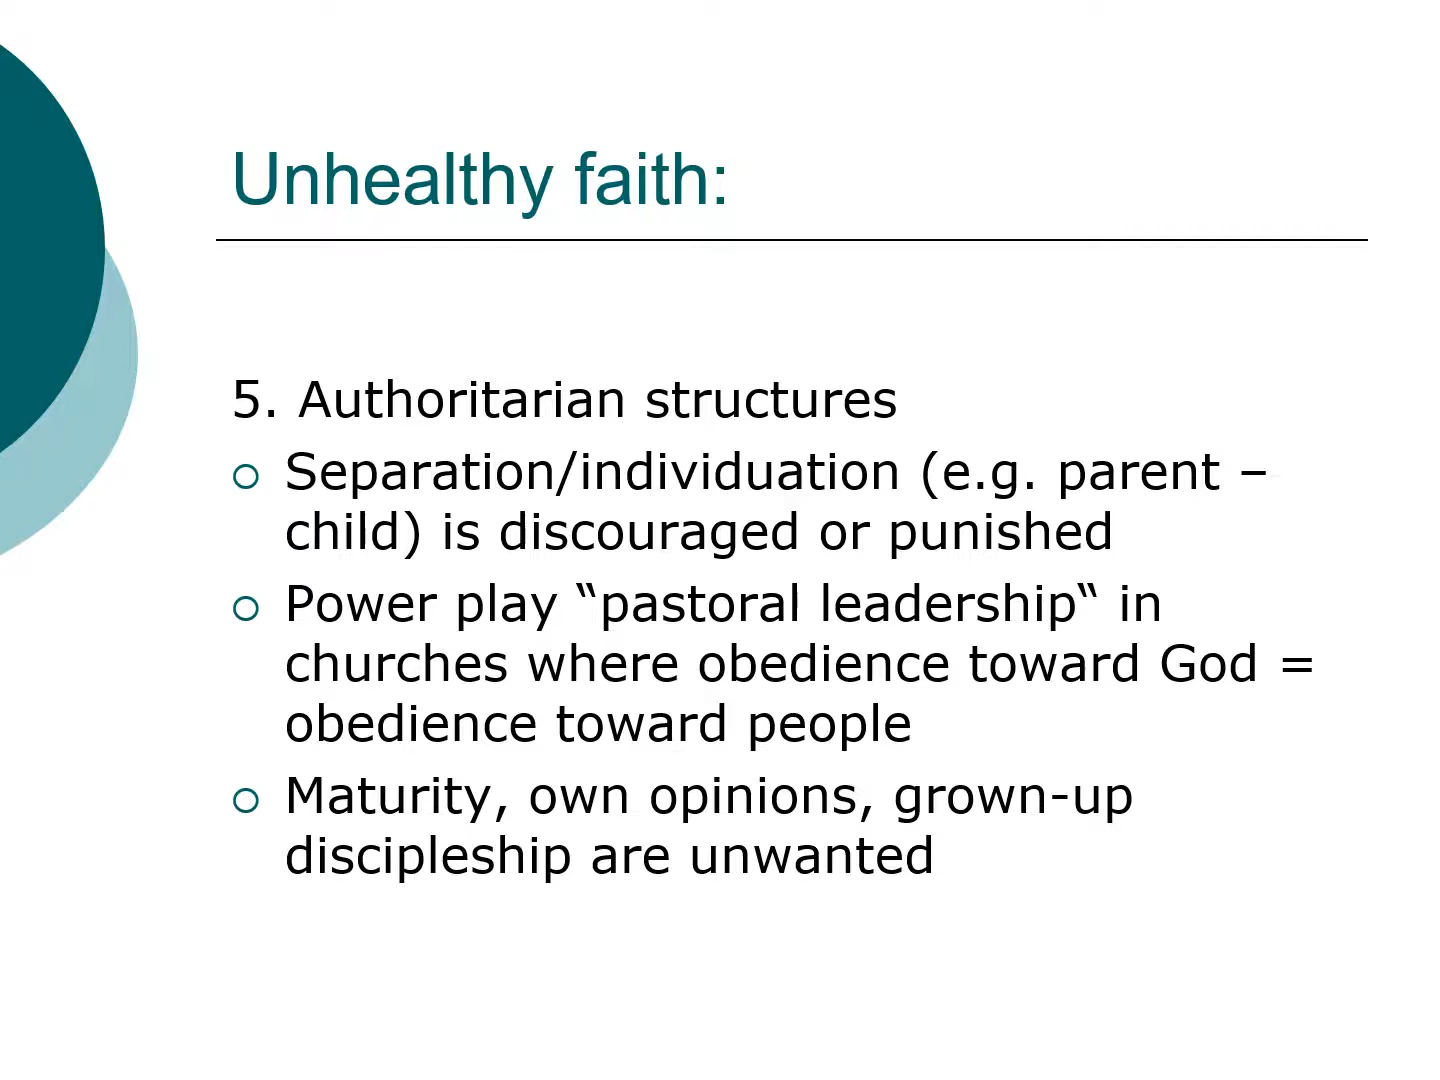 Unhealthy faith:
5. Authoritarian structures
Separation/individuation (e.g. parent –
child) is discouraged or punished
Power play “pastoral leadership“ in
churches where obedience toward God =
obedience toward people
Maturity, own opinions, grown-up
discipleship are unwanted